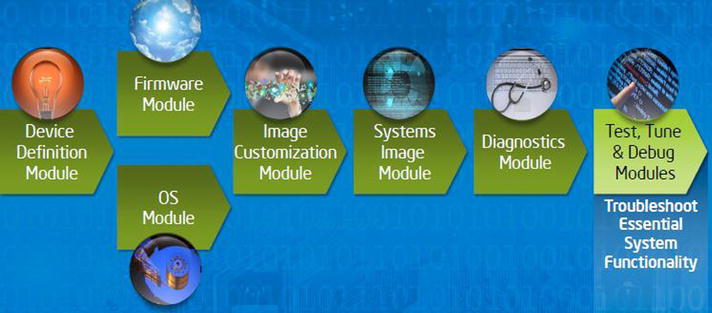 Device
Definition
Module
Firmware
Module
OS
Module
Image
Customization
Module
Systems
Image
Module
Diagnostics
Module
Test, Tune
& Debug
Modules
Troubleshoot
Essential
System
Functionality